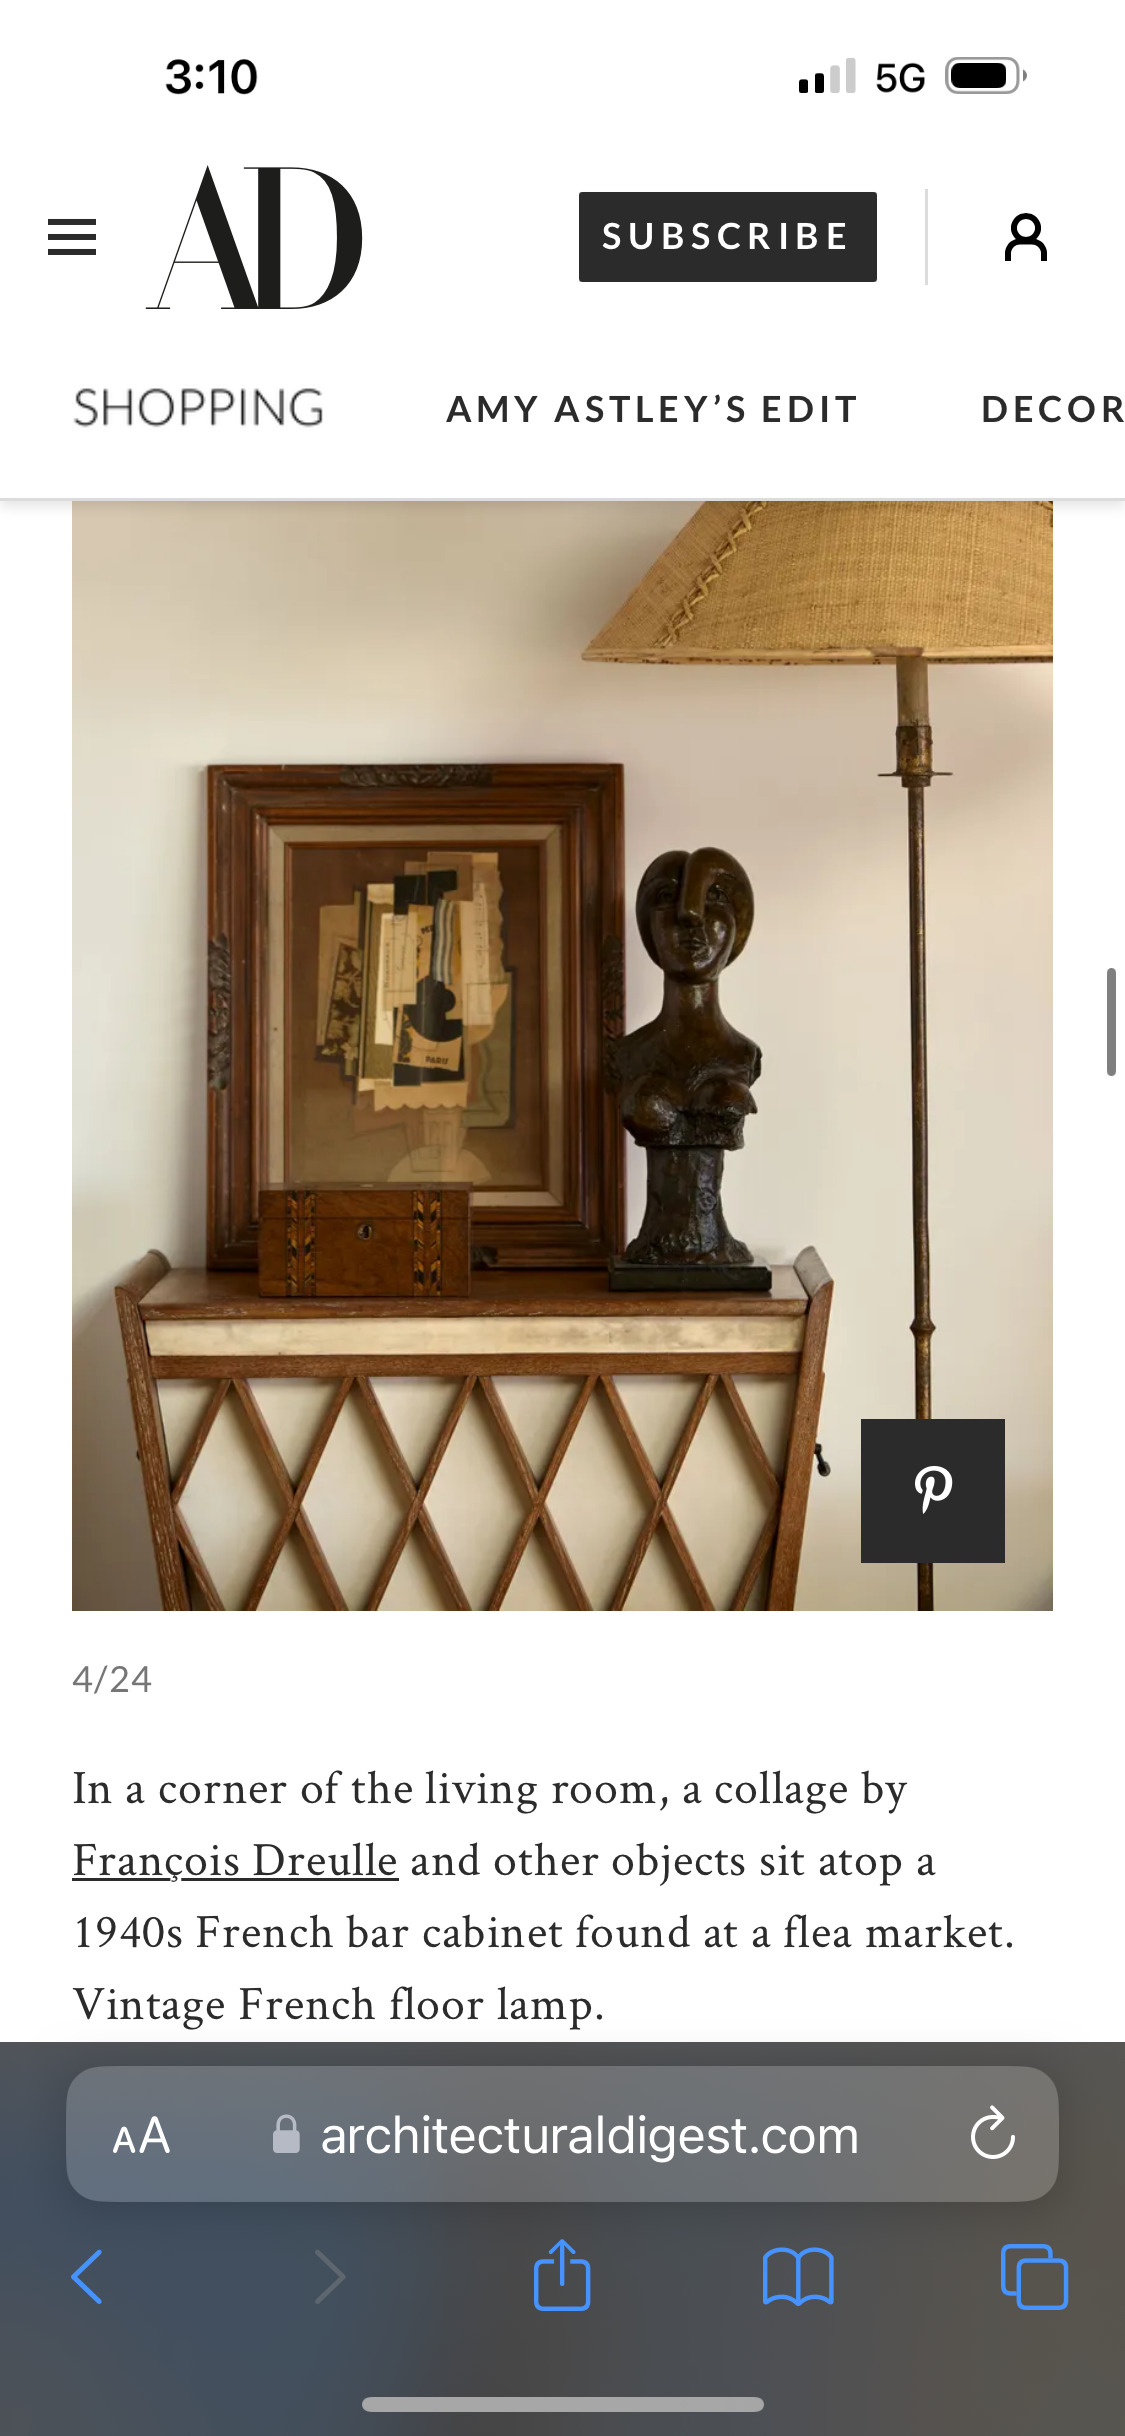 3:10
5G
AD
SUBSCRIBE
SHOPPING
AMY ASTLEY’S EDIT
DECOR
PARIS
4/24
In a corner of the living room, a collage by
François Dreulle and other objects sit atop a
1940s French bar cabinet found at a flea market.
Vintage French floor lamp.
AA
architecturaldigest.com